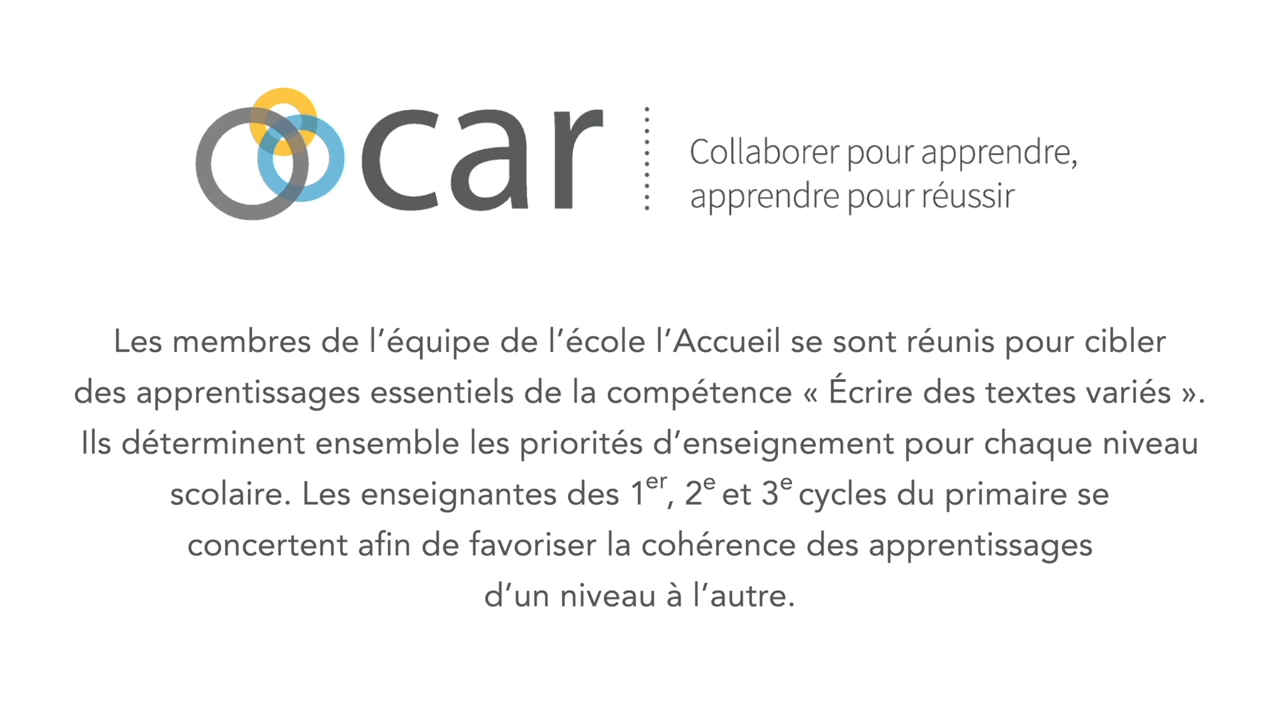 car
Collaborer pour apprendre,
apprendre pour réussir
Les membres de l’équipe de l’école l’Accueil se sont réunis pour cibler
des apprentissages essentiels de la compétence « Écrire des textes variés ».
Ils déterminent ensemble les priorités d’enseignement pour chaque niveau
scolaire. Les enseignantes des 1er, 2e et 3e cycles du primaire se
concertent afin de favoriser la cohérence des apprentissages
d’un niveau à l’autre.